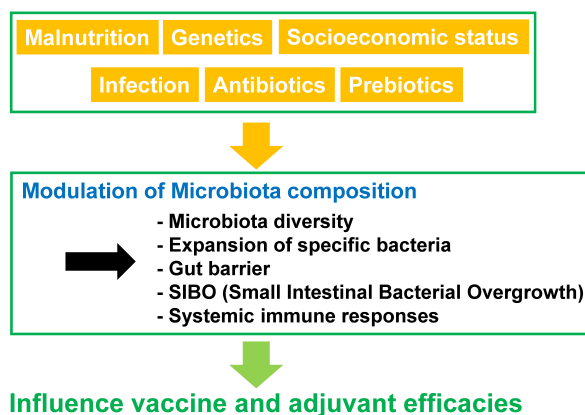 Malnutrition Genetics Socioeconomic status
Infection Antibiotics Prebiotics
Modulation of Microbiota composition
- Microbiota diversity
- Expansion of specific bacteria
- Gut barrier
- SIBO (Small Intestinal Bacterial Overgrowth)
- Systemic immune responses
Influence vaccine and adjuvant efficacies